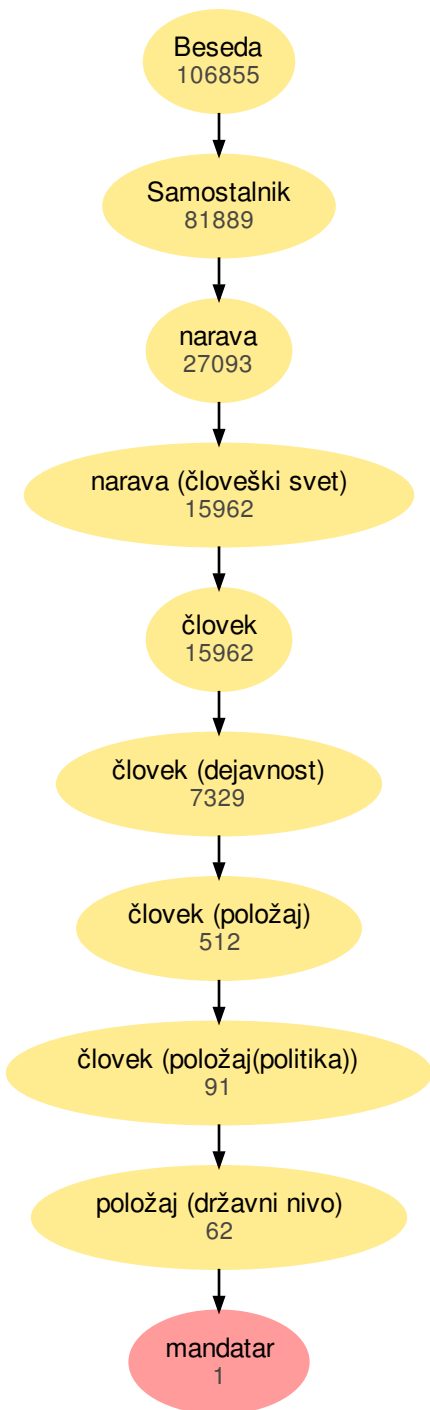 Beseda
106855
Samostalnik
81889
narava
27093
narava (človeški svet)
15962
človek
15962
človek (dejavnost)
7329
človek (položaj)
512
človek (položaj(politika))
91
položaj (državni nivo)
62
mandatar
1